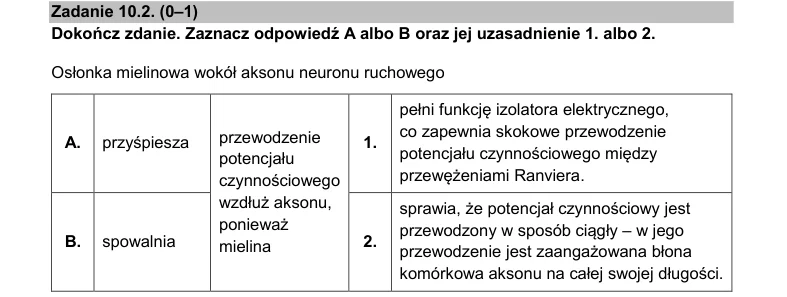 Zadanie 10.2. (0–1)
Dokończ zdanie. Zaznacz odpowiedź A albo B oraz jej uzasadnienie 1. albo 2.
Osłonka mielinowa wokół aksonu neuronu ruchowego
A.
przyśpiesza
B.
spowalnia
przewodzenie
potencjału
czynnościowego
wzdłuż aksonu,
ponieważ
mielina
1.
pełni funkcję izolatora elektrycznego,
co zapewnia skokowe przewodzenie
potencjału czynnościowego między
przewężeniami Ranviera.
2.
sprawia, że potencjał czynnościowy jest
przewodzony w sposób ciągły – w jego
przewodzenie jest zaangażowana błona
komórkowa aksonu na całej swojej długości.